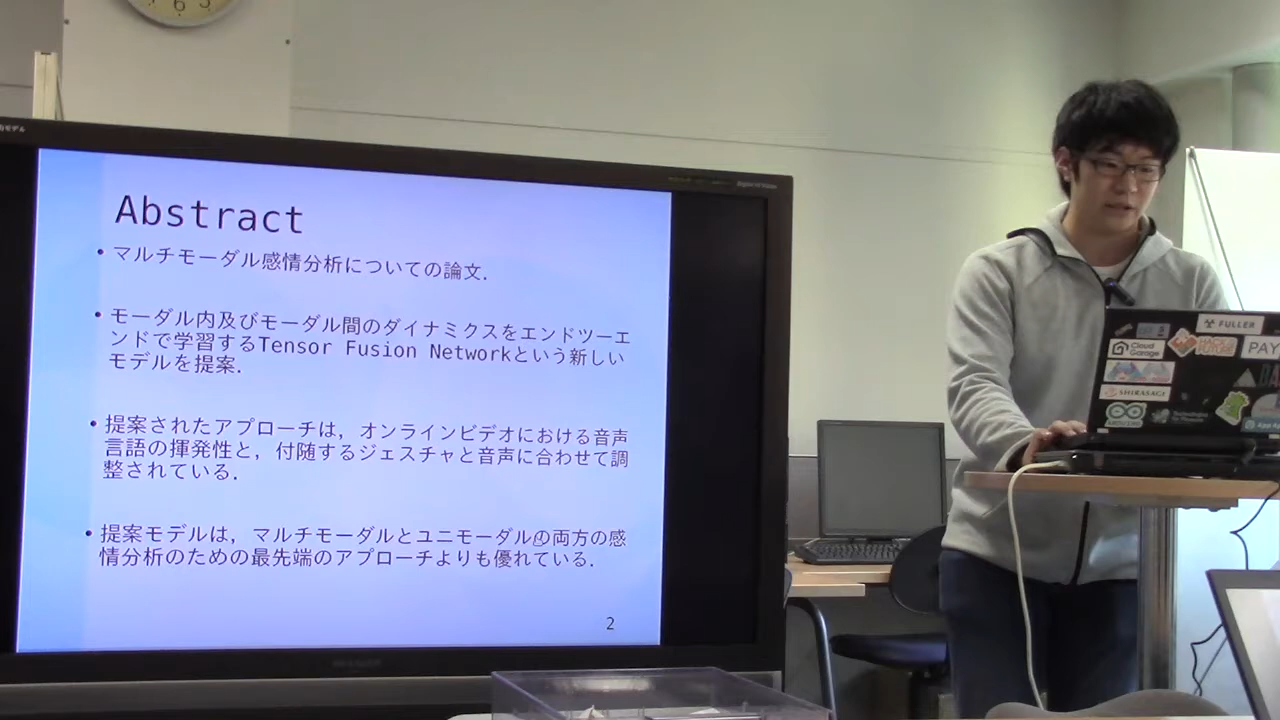 6
5
Abstract
• マルチモーダル感情分析についての論文．
• モーダル内及びモーダル間のダイナミクスをエンドツーエ
ンドで学習するTensor Fusion Networkという新しい
モデルを提案．
• 提案されたアプローチは，オンラインビデオにおける音声
言語の揮発性と，付随するジェスチャと音声に合わせて調
整されている．
• 提案モデルは，マルチモーダルとユニモーダルの両方の感
情分析のための最先端のアプローチよりも優れている．
2
FULLER
Cloud
Garage
PAY
SHIRASAGI
ARDUINO